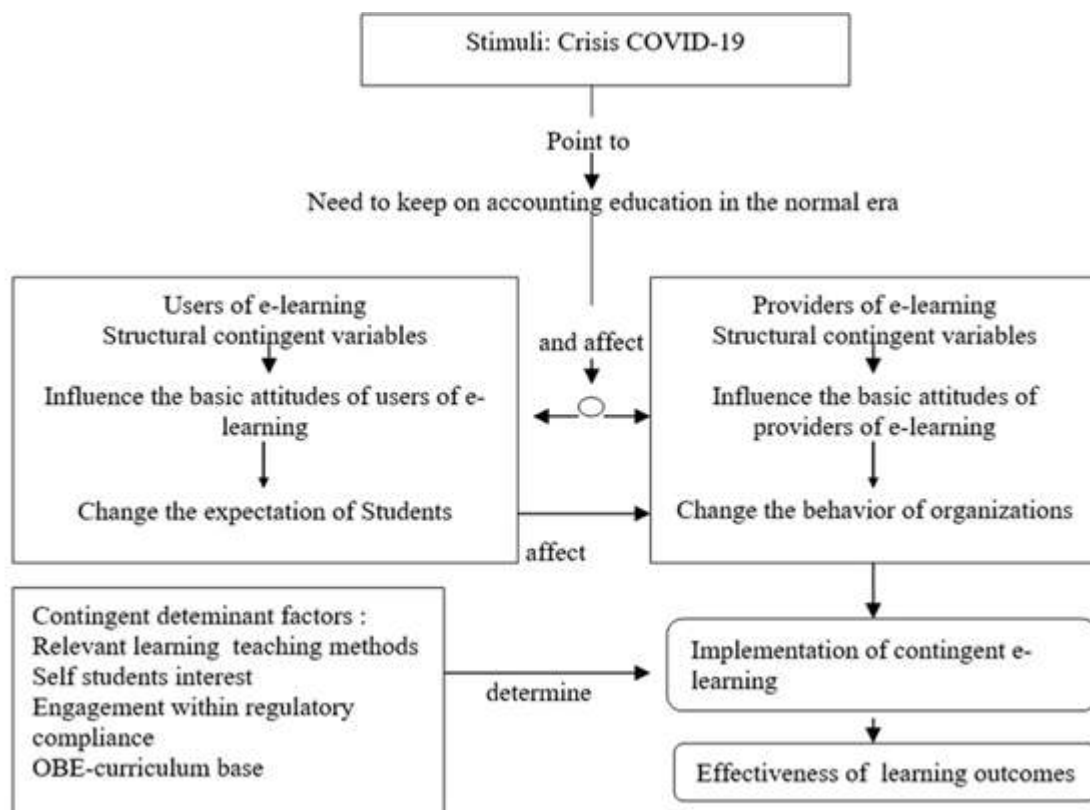 Stimuli: Crisis COVID-19
Point to
Need to keep on accounting education in the normal era
and affect
Users of e-learning
Structural contingent variables
Influence the basic attitudes of users of e-
learning
Change the expectation of Students
Providers of e-learning
Structural contingent variables
Influence the basic attitudes of
providers of e-learning
Change the behavior of organizations
affect
Contingent deteminant factors :
Relevant learning teaching methods
Self students interest
Engagement within regulatory
compliance
OBE-curriculum base
determine
Implementation of contingent e-
learning
Effectiveness of learning outcomes